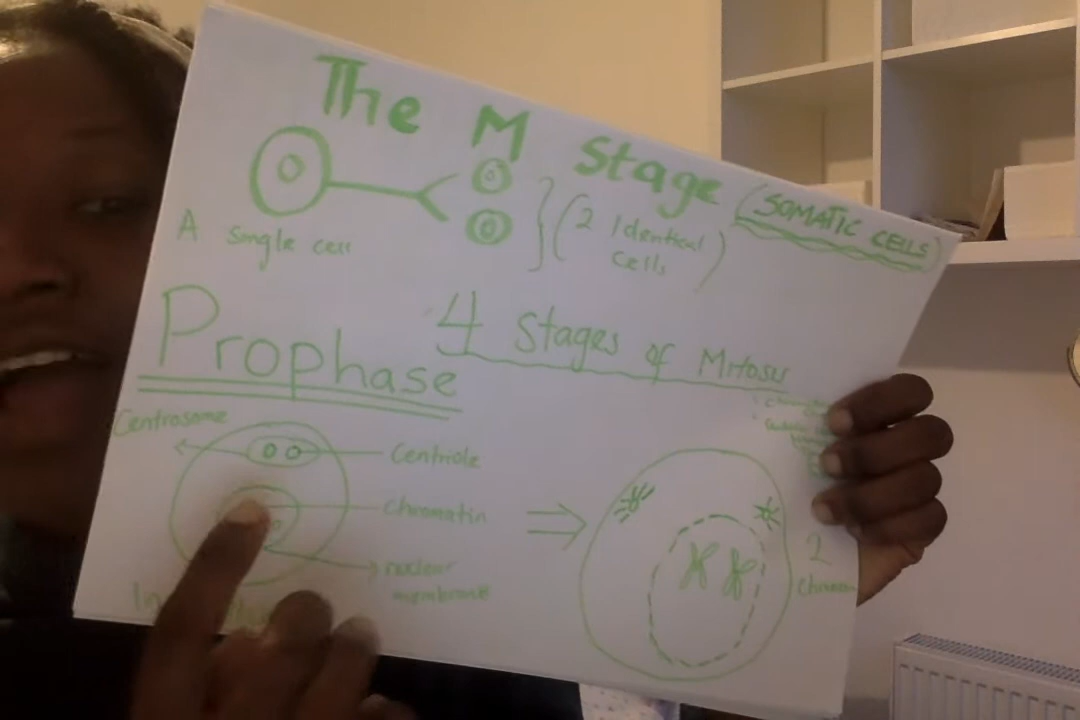 The M Stage (SOMATIC CELLS)
A single cell
(2 Identical
cells)
4 Stages of Mitosis
Prophase
Centrosome
Centriole
Chromatin
nuclear
membrane
2